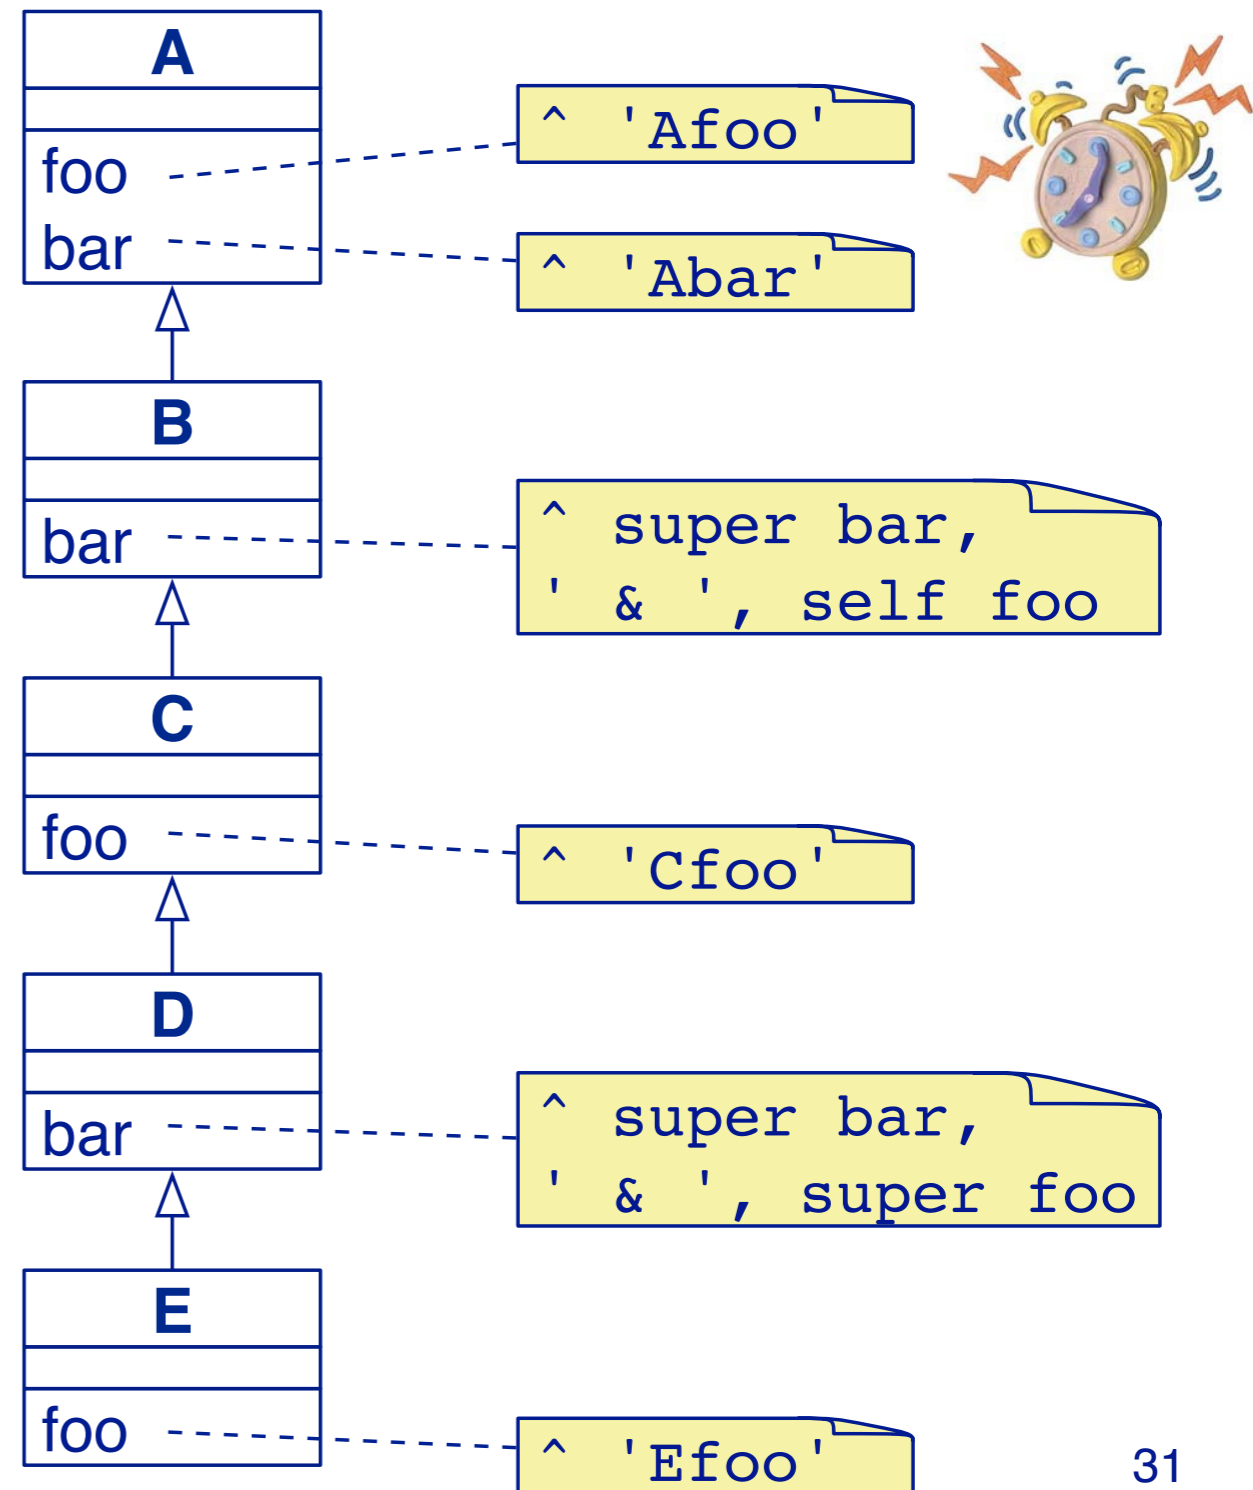 A
foo
bar
^ 'Afoo'
^ 'Abar'
B
bar
^ super bar,
' & ', self foo
C
foo
^ 'Cfoo'
D
bar
^ super bar,
' & ', super foo
E
foo
^ 'Efoo'
31